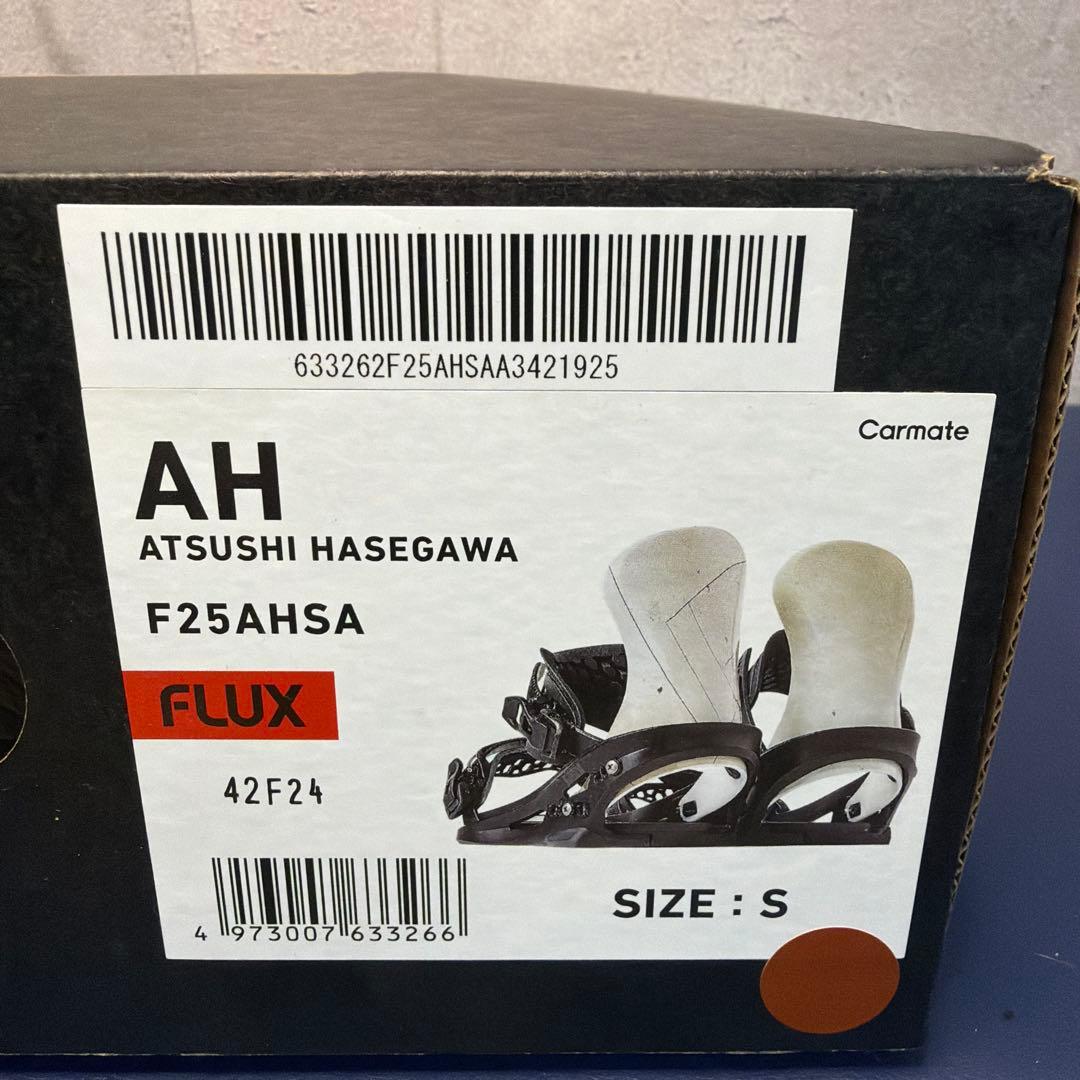 633262F25AHSAA3421925
Carmate
AH
ATSUSHI HASEGAWA
F25AHSA
FLUX
42F24
SIZE : S
4 973007 633266